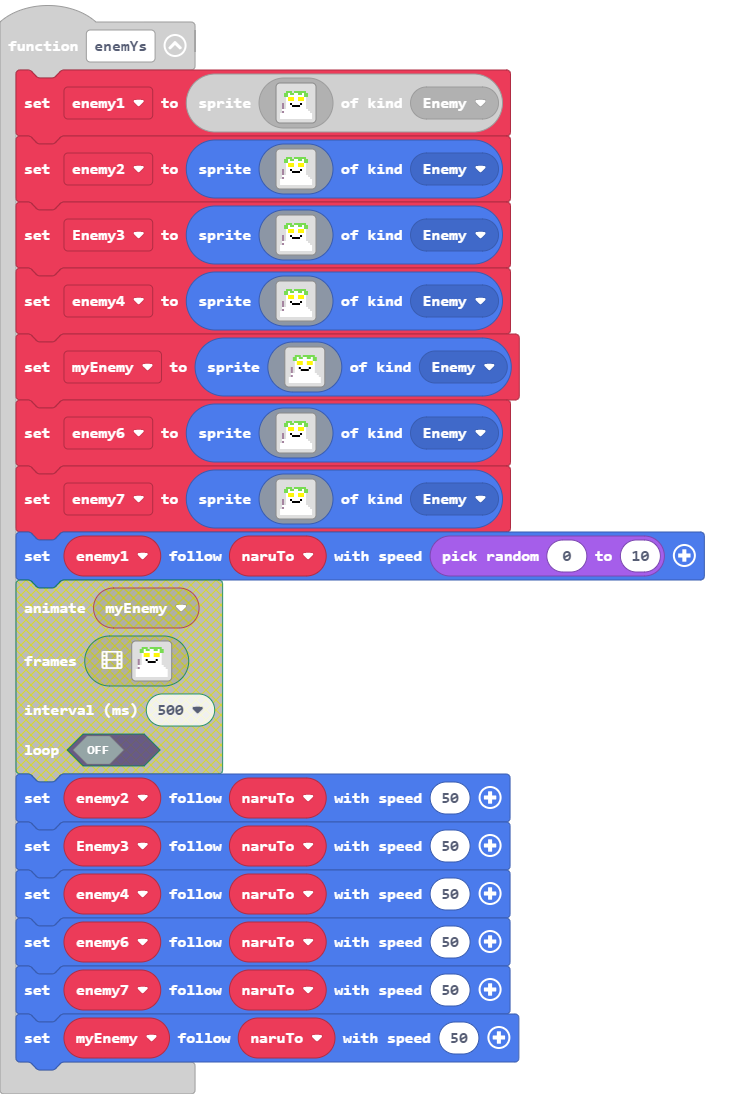 function enemYs
set enemy1 to sprite of kind Enemy
set enemy2 to sprite of kind Enemy
set Enemy3 to sprite of kind Enemy
set enemy4 to sprite of kind Enemy
set myEnemy to sprite of kind Enemy
set enemy6 to sprite of kind Enemy
set enemy7 to sprite of kind Enemy
set enemy1 follow naruTo with speed pick random 0 to 10
animate myEnemy
frames
interval (ms) 500
loop OFF
set enemy2 follow naruTo with speed 50
set Enemy3 follow naruTo with speed 50
set enemy4 follow naruTo with speed 50
set enemy6 follow naruTo with speed 50
set enemy7 follow naruTo with speed 50
set myEnemy follow naruTo with speed 50